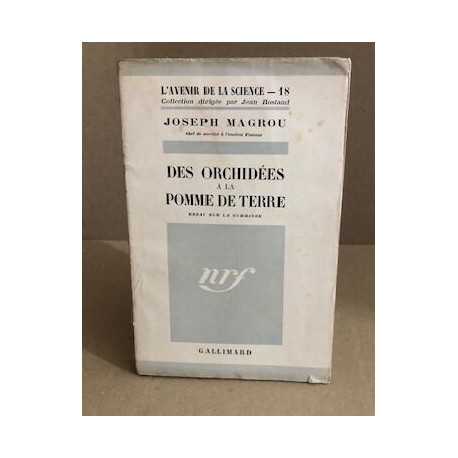 L'AVENIR DE LA SCIENCE — 18
Collection dirigée par Jean Rostand
JOSEPH MAGROU
chef de service à l'Institut Pasteur
DES ORCHIDÉES
A LA
POMME DE TERRE
ESSAI SUR LA SYMBIOSE
nrf
GALLIMARD